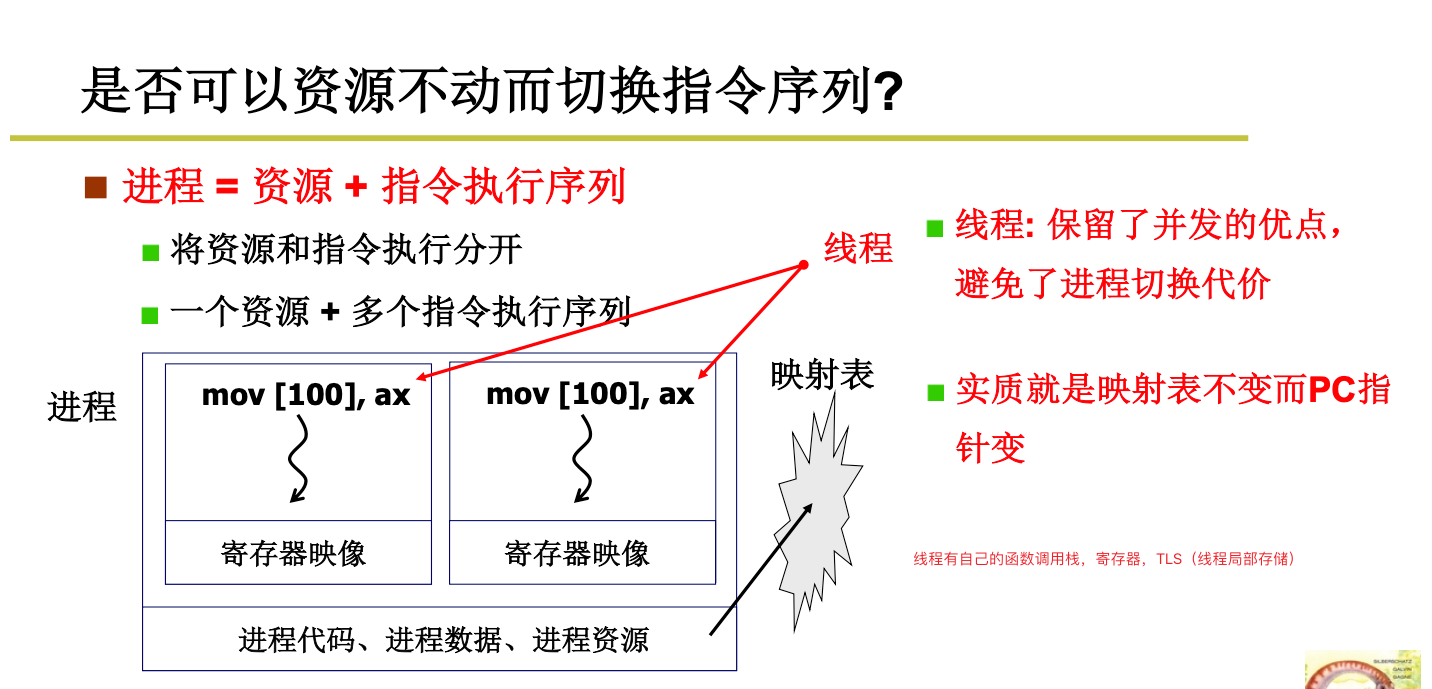 是否可以资源不动而切换指令序列?
进程 = 资源 + 指令执行序列
将资源和指令执行分开
一个资源 + 多个指令执行序列
线程
线程: 保留了并发的优点，
避免了进程切换代价
进程
mov [100], ax
mov [100], ax
映射表
实质就是映射表不变而PC指
针变
寄存器映像
寄存器映像
线程有自己的函数调用栈，寄存器，TLS（线程局部存储）
进程代码、进程数据、进程资源
SILBERSCHATZ
GALVIN
GAGNE